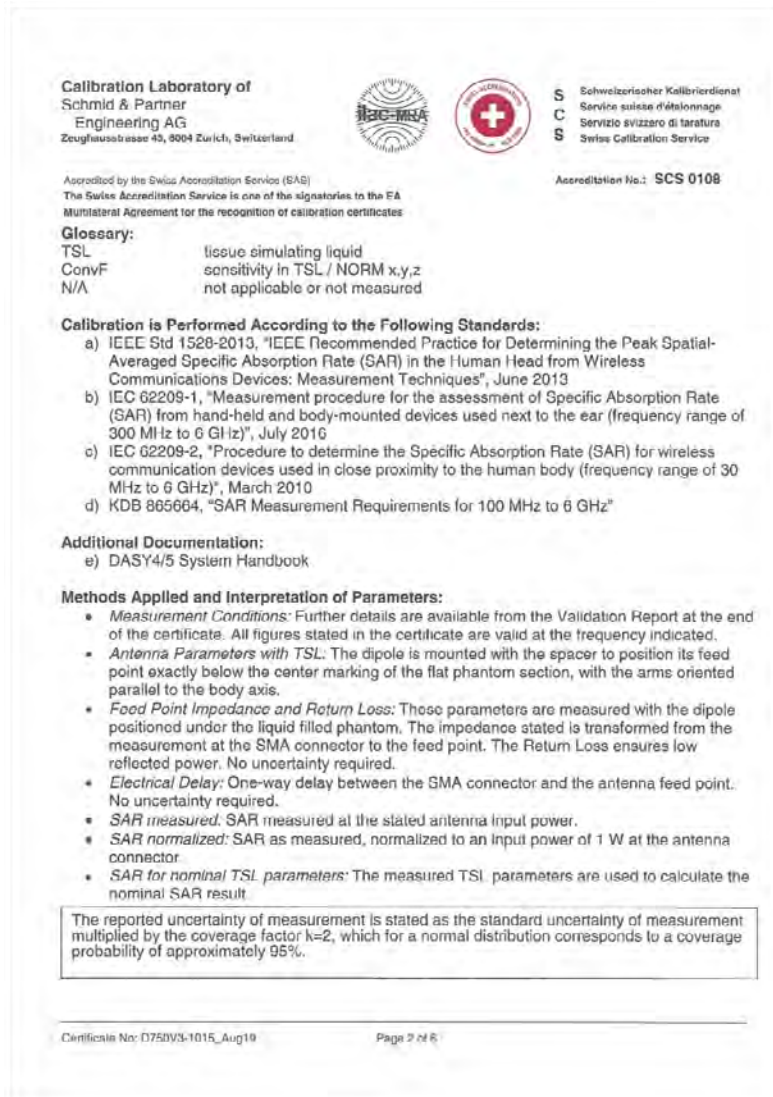 Calibration Laboratory of
Schmid & Partner
Engineering AG
Zeughausstrasse 43, 8004 Zurich, Switzerland
ilac-MRA
SWISS ACCREDITATION
S Schweizerischer Kalibrierdienst
Service suisse d'étalonnage
C Servizio svizzero di taratura
S Swiss Calibration Service
Accredited by the Swiss Accreditation Service (SAS)
Accreditation No.: SCS 0108
The Swiss Accreditation Service is one of the signatories to the EA
Multilateral Agreement for the recognition of calibration certificates
Glossary:
TSL tissue simulating liquid
ConvF sensitivity in TSL / NORM x,y,z
N/A not applicable or not measured
Calibration is Performed According to the Following Standards:
a) IEEE Std 1528-2013, "IEEE Recommended Practice for Determining the Peak Spatial-
Averaged Specific Absorption Rate (SAR) in the Human Head from Wireless
Communications Devices: Measurement Techniques", June 2013
b) IEC 62209-1, "Measurement procedure for the assessment of Specific Absorption Rate
(SAR) from hand-held and body-mounted devices used next to the ear (frequency range of
300 MHz to 6 GHz)", July 2016
c) IEC 62209-2, "Procedure to determine the Specific Absorption Rate (SAR) for wireless
communication devices used in close proximity to the human body (frequency range of 30
MHz to 6 GHz)", March 2010
d) KDB 865664, "SAR Measurement Requirements for 100 MHz to 6 GHz"
Additional Documentation:
e) DASY4/5 System Handbook
Methods Applied and Interpretation of Parameters:
• Measurement Conditions: Further details are available from the Validation Report at the end
of the certificate. All figures stated in the certificate are valid at the frequency indicated.
• Antenna Parameters with TSL: The dipole is mounted with the spacer to position its feed
point exactly below the center marking of the flat phantom section, with the arms oriented
parallel to the body axis.
• Feed Point Impedance and Return Loss: These parameters are measured with the dipole
positioned under the liquid filled phantom. The impedance stated is transformed from the
measurement at the SMA connector to the feed point. The Return Loss ensures low
reflected power. No uncertainty required.
• Electrical Delay: One-way delay between the SMA connector and the antenna feed point.
No uncertainty required.
• SAR measured: SAR measured at the stated antenna input power.
• SAR normalized: SAR as measured, normalized to an input power of 1 W at the antenna
connector.
• SAR for nominal TSL parameters: The measured TSL parameters are used to calculate the
nominal SAR result.
The reported uncertainty of measurement is stated as the standard uncertainty of measurement
multiplied by the coverage factor k=2, which for a normal distribution corresponds to a coverage
probability of approximately 95%.
Certificate No: D750V3-1015_Aug19 Page 2 of 6